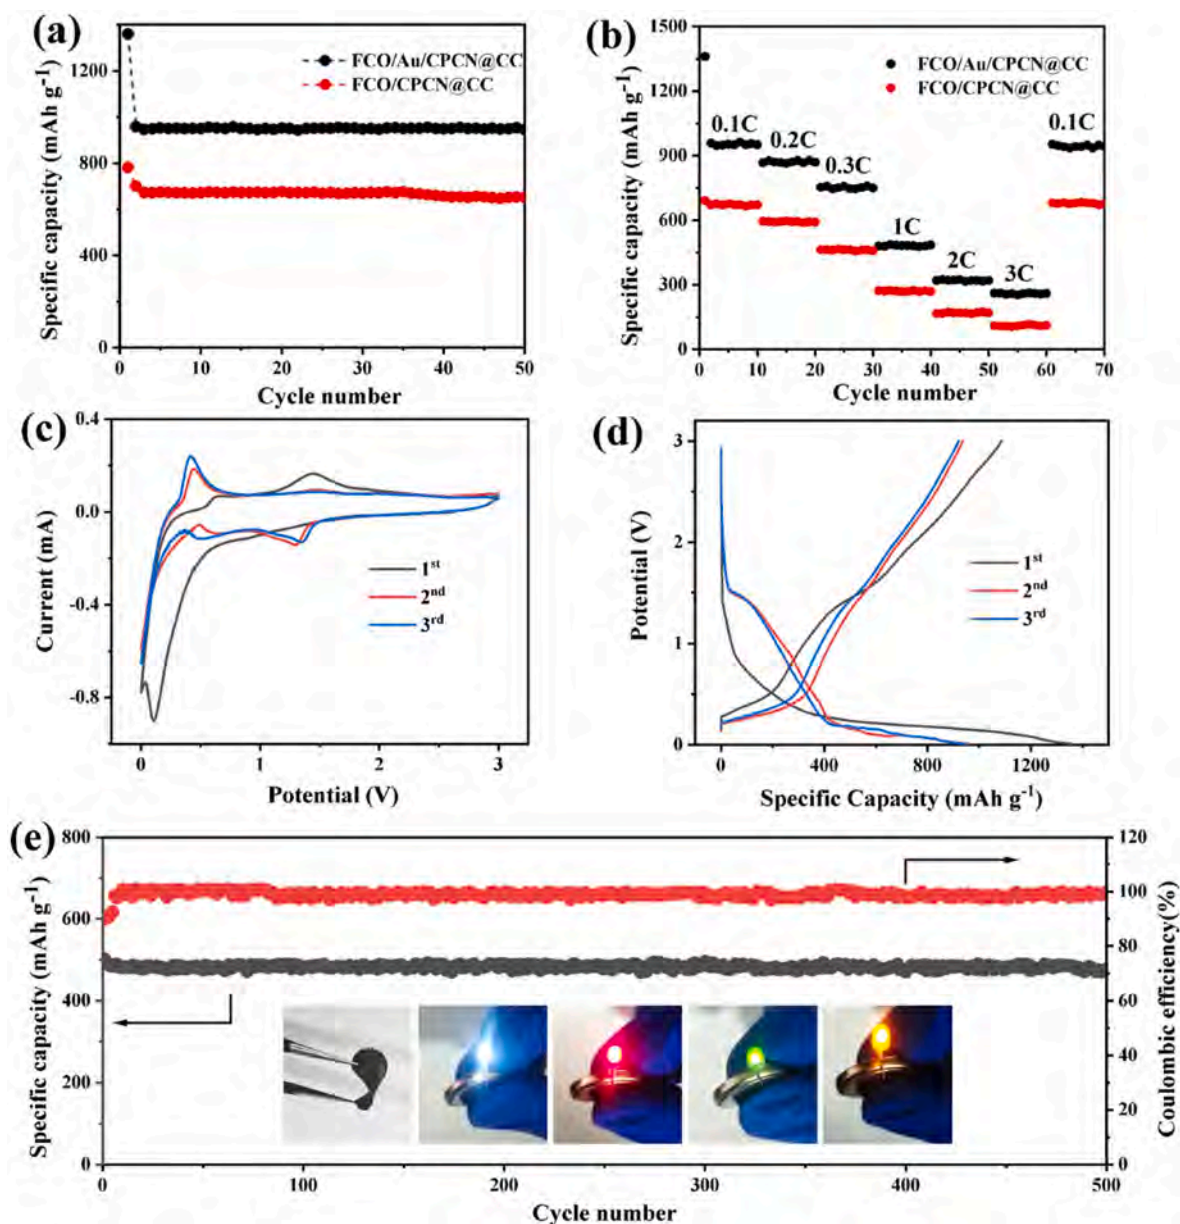 (a)
FCO/Au/CPCN@CC
FCO/CPCN@CC
Specific capacity (mAh g⁻¹)
1200
800
400
0
0 10 20 30 40 50
Cycle number
(b)
FCO/Au/CPCN@CC
FCO/CPCN@CC
Specific capacity (mAh g⁻¹)
1500
1200
900
600
300
0
0.1C
0.2C
0.3C
1C
2C
3C
0.1C
0 10 20 30 40 50 60 70
Cycle number
(c)
Current (mA)
0.4
0.0
-0.4
-0.8
1ˢᵗ
2ⁿᵈ
3ʳᵈ
0 1 2 3
Potential (V)
(d)
Potential (V)
3
2
1
0
1ˢᵗ
2ⁿᵈ
3ʳᵈ
0 400 800 1200
Specific Capacity (mAh g⁻¹)
(e)
Specific capacity (mAh g⁻¹)
800
600
400
200
0
120
100
80
60
40
20
0
Coulombic efficiency(%)
0 100 200 300 400 500
Cycle number